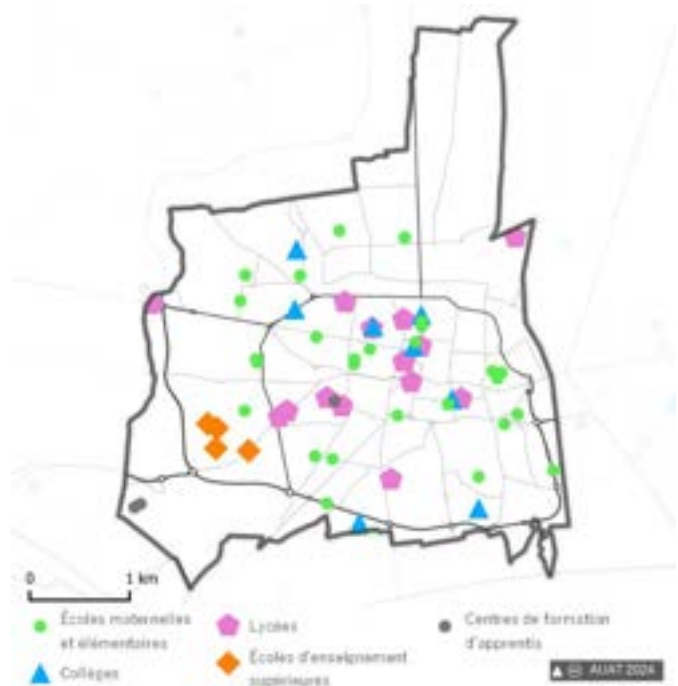 0 1 km
Écoles maternelles
et élémentaires
Lycées
Centres de formation
d'apprentis
Collèges
Écoles d'enseignement
supérieures
AUAT 2024